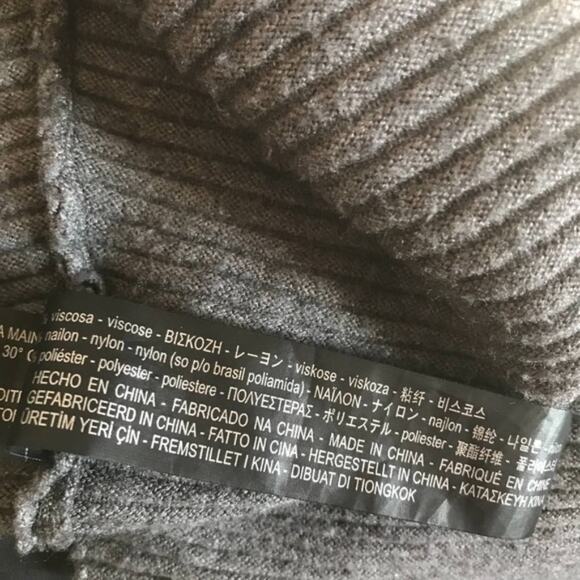 viscosa - viscose - ΒΙΣΚΟΖΗ - レーヨン - viskose - viskoza - 粘纤 - 비스코스
nailon - nylon - nylon (so p/o brasil poliamida) - ΝΑΪΛΟΝ - ナイロン - najlon - 锦纶 - 나일론
poliéster - polyester - poliestere - ΠΟΛΥΕΣΤΕΡΑΣ - ポリエステル - poliester - 聚酯纤维
HECHO EN CHINA - FABRICADO NA CHINA - MADE IN CHINA - FABRIQUÉ EN CHINE
GEFABRICEERD IN CHINA - FATTO IN CINA - HERGESTELLT IN CHINA - ΚΑΤΑΣΚΕΥΗ ΚΙΝΑ
ÜRETİM YERİ ÇİN - FREMSTILLET I KINA - DIBUAT DI TIONGKOK
A MAIN
30°